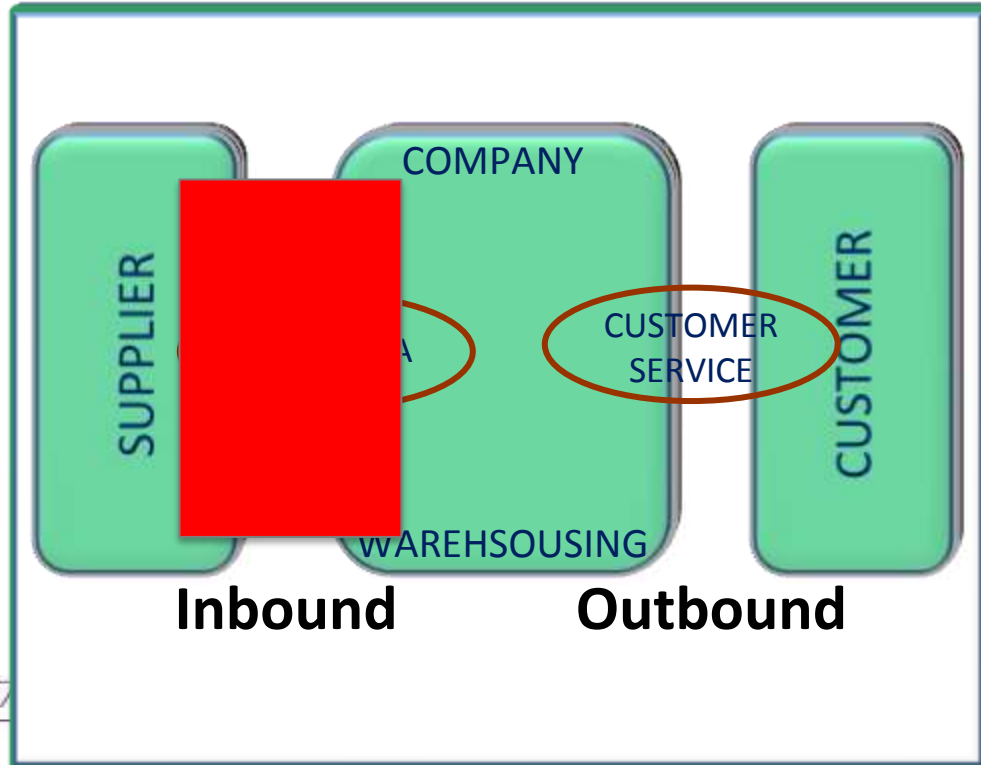 COMPANY
SUPPLIER
CUSTOMER
SERVICE
CUSTOMER
WAREHSOUSING
Inbound
Outbound